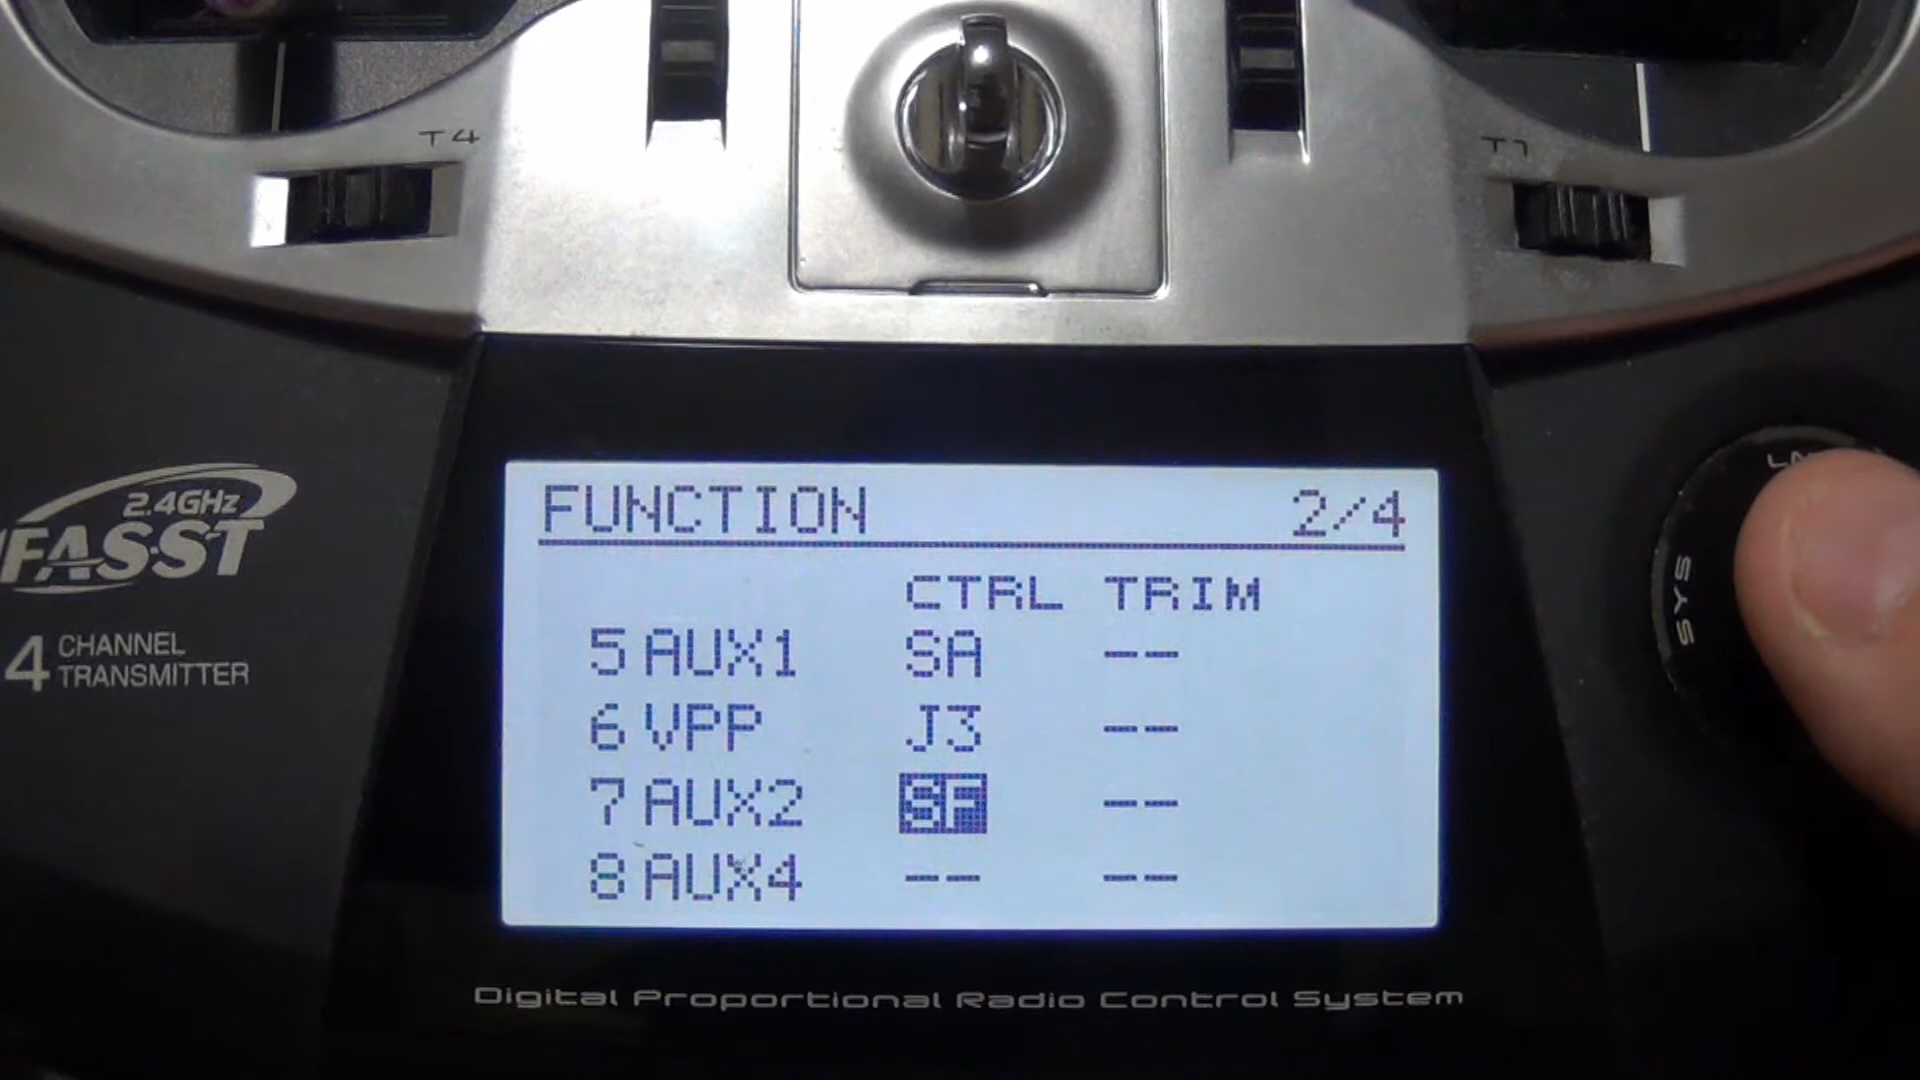 T4
T1
2.4GHz
FASST
4 CHANNEL
TRANSMITTER
FUNCTION 2/4
CTRL TRIM
5 AUX1 SA --
6 VPP J3 --
7 AUX2 SF --
8 AUX4 -- --
SYS
Digital Proportional Radio Control System